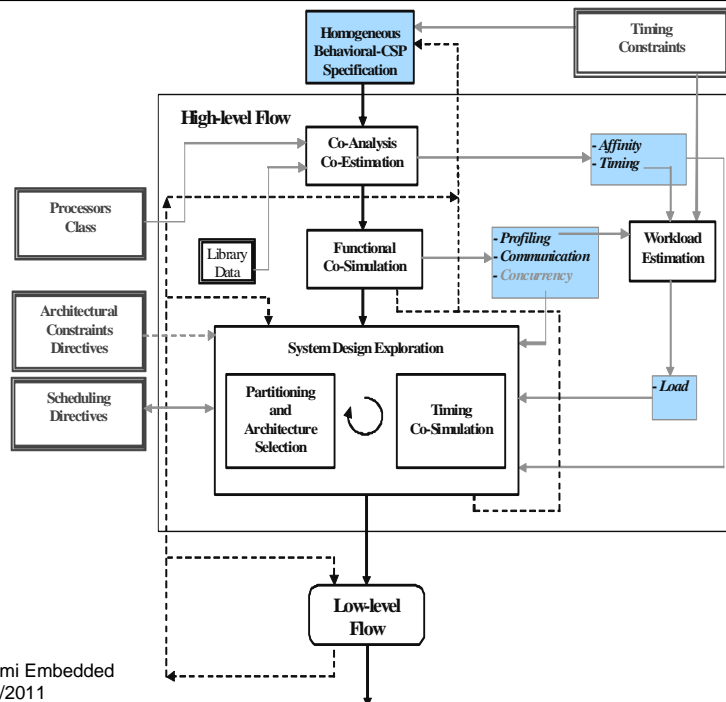 Homogeneous
Behavioral-CSP
Specification
Timing
Constraints
High-level Flow
Co-Analysis
Co-Estimation
- Affinity
- Timing
Processors
Class
Library
Data
Functional
Co-Simulation
- Profiling
- Communication
- Concurrency
Workload
Estimation
Architectural
Constraints
Directives
System Design Exploration
Scheduling
Directives
Partitioning
and
Architecture
Selection
Timing
Co-Simulation
- Load
Low-level
Flow
mi Embedded
/2011